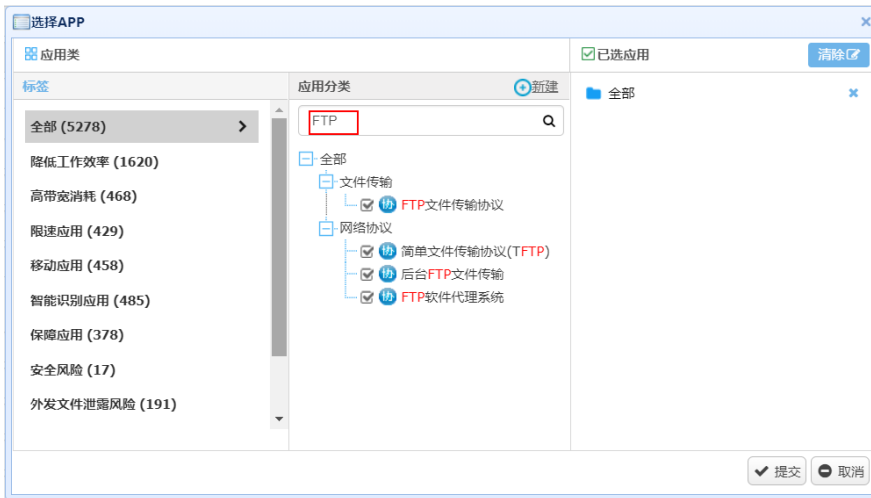 选择APP
应用类
已选应用
清除
标签
应用分类
新建
全部
全部 (5278)
FTP
降低工作效率 (1620)
高带宽消耗 (468)
限速应用 (429)
移动应用 (458)
智能识别应用 (485)
保障应用 (378)
安全风险 (17)
外发文件泄露风险 (191)
全部
文件传输
协 FTP文件传输协议
网络协议
协 简单文件传输协议(TFTP)
协 后台FTP文件传输
协 FTP软件代理系统
提交
取消